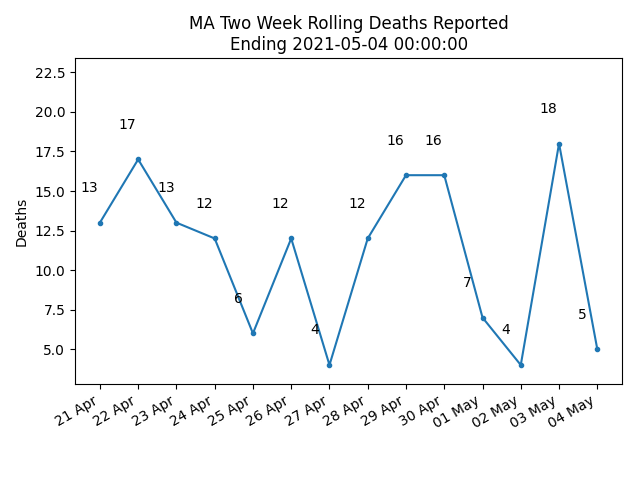 MA Two Week Rolling Deaths Reported
Ending 2021-05-04 00:00:00
Deaths
22.5
20.0
17.5
15.0
12.5
10.0
7.5
5.0
13
17
13
12
6
12
4
12
16
16
7
4
18
5
21 Apr
22 Apr
23 Apr
24 Apr
25 Apr
26 Apr
27 Apr
28 Apr
29 Apr
30 Apr
01 May
02 May
03 May
04 May